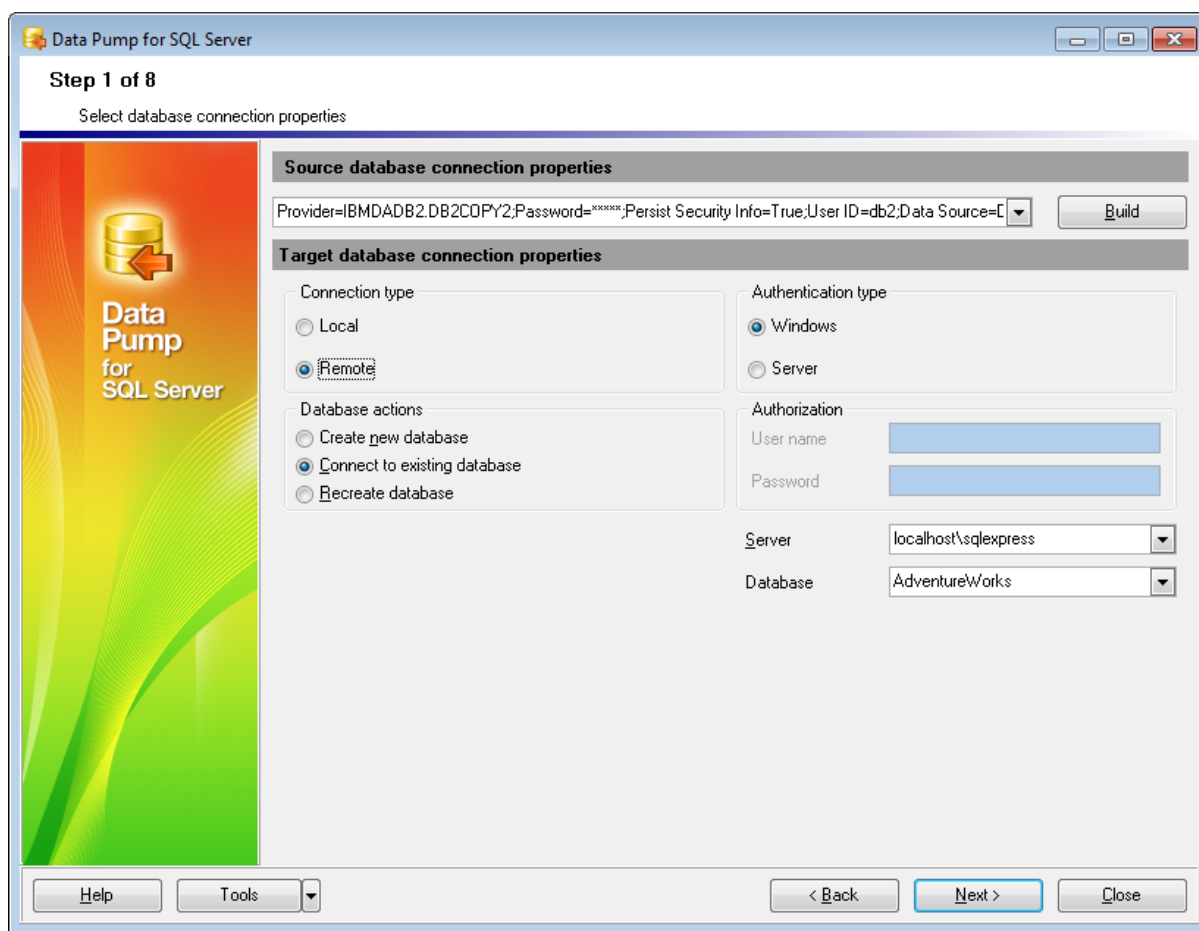 Data Pump for SQL Server
Step 1 of 8
Select database connection properties
Source database connection properties
Provider=IBMDADB2.DB2COPY2;Password=*****;Persist Security Info=True;User ID=db2;Data Source=
Build
Target database connection properties
Connection type
Local
Remote
Authentication type
Windows
Server
Database actions
Create new database
Connect to existing database
Recreate database
Authorization
User name
Password
Server
localhost\sqlexpress
Database
AdventureWorks
Data
Pump
for
SQL Server
Help
Tools
< Back
Next >
Close